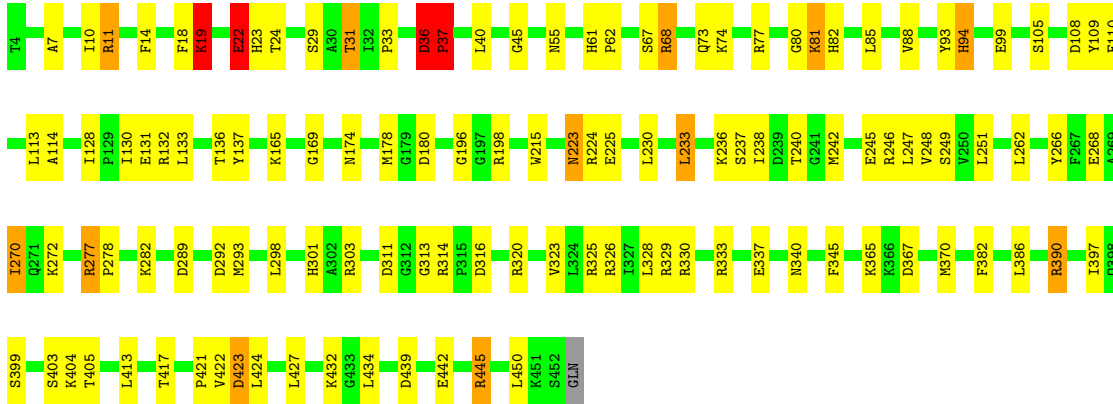 T4 A7 I10 R11 F14 F18 K19 E22 H23 T24 S29 A30 T31 I32 P33 D36 P37 L40 G45 N55 H61 P62 S67 R68 Q73 K74 R77 G80 K81 H82 L85 V88 Y93 H94 E99 S105 D108 Y109
L113 A114 I128 P129 I130 E131 R132 L133 T136 Y137 K165 G169 N174 M178 G179 D180 G196 G197 R198 W215 N223 R224 E225 L230 L233 K236 S237 I238 D239 T240 G241 M242 E245 R246 L247 V248 S249 V250 L251 L262 Y266 F267 E268 A269
I270 Q271 K272 R277 P278 K282 D289 D292 M293 L298 H301 A302 R303 D311 G312 G313 R314 P315 D316 R320 V323 L324 R325 R326 I327 L328 R329 R330 R333 E337 N340 F345 K365 K366 D367 M370 F382 L386 R390 I397 Q398
S399 S403 K404 T405 L413 T417 P421 V422 D423 L424 L427 K432 G433 L434 D439 E442 R445 L450 K451 S452 GLN